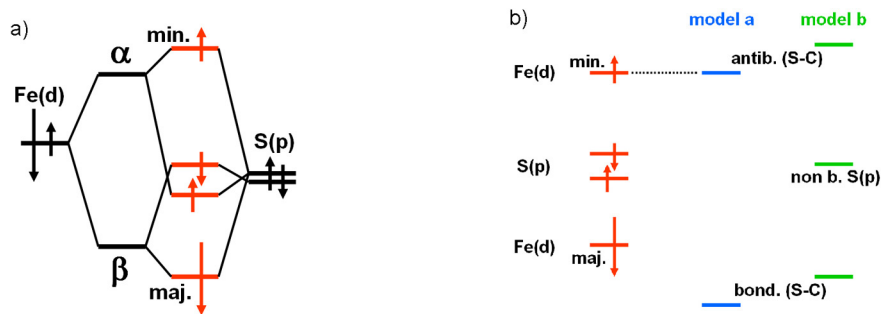 a)
min.
α
Fe(d)
S(p)
β
maj.
b)
model a
model b
min.
antib. (S-C)
Fe(d)
S(p)
non b. S(p)
Fe(d)
maj.
bond. (S-C)